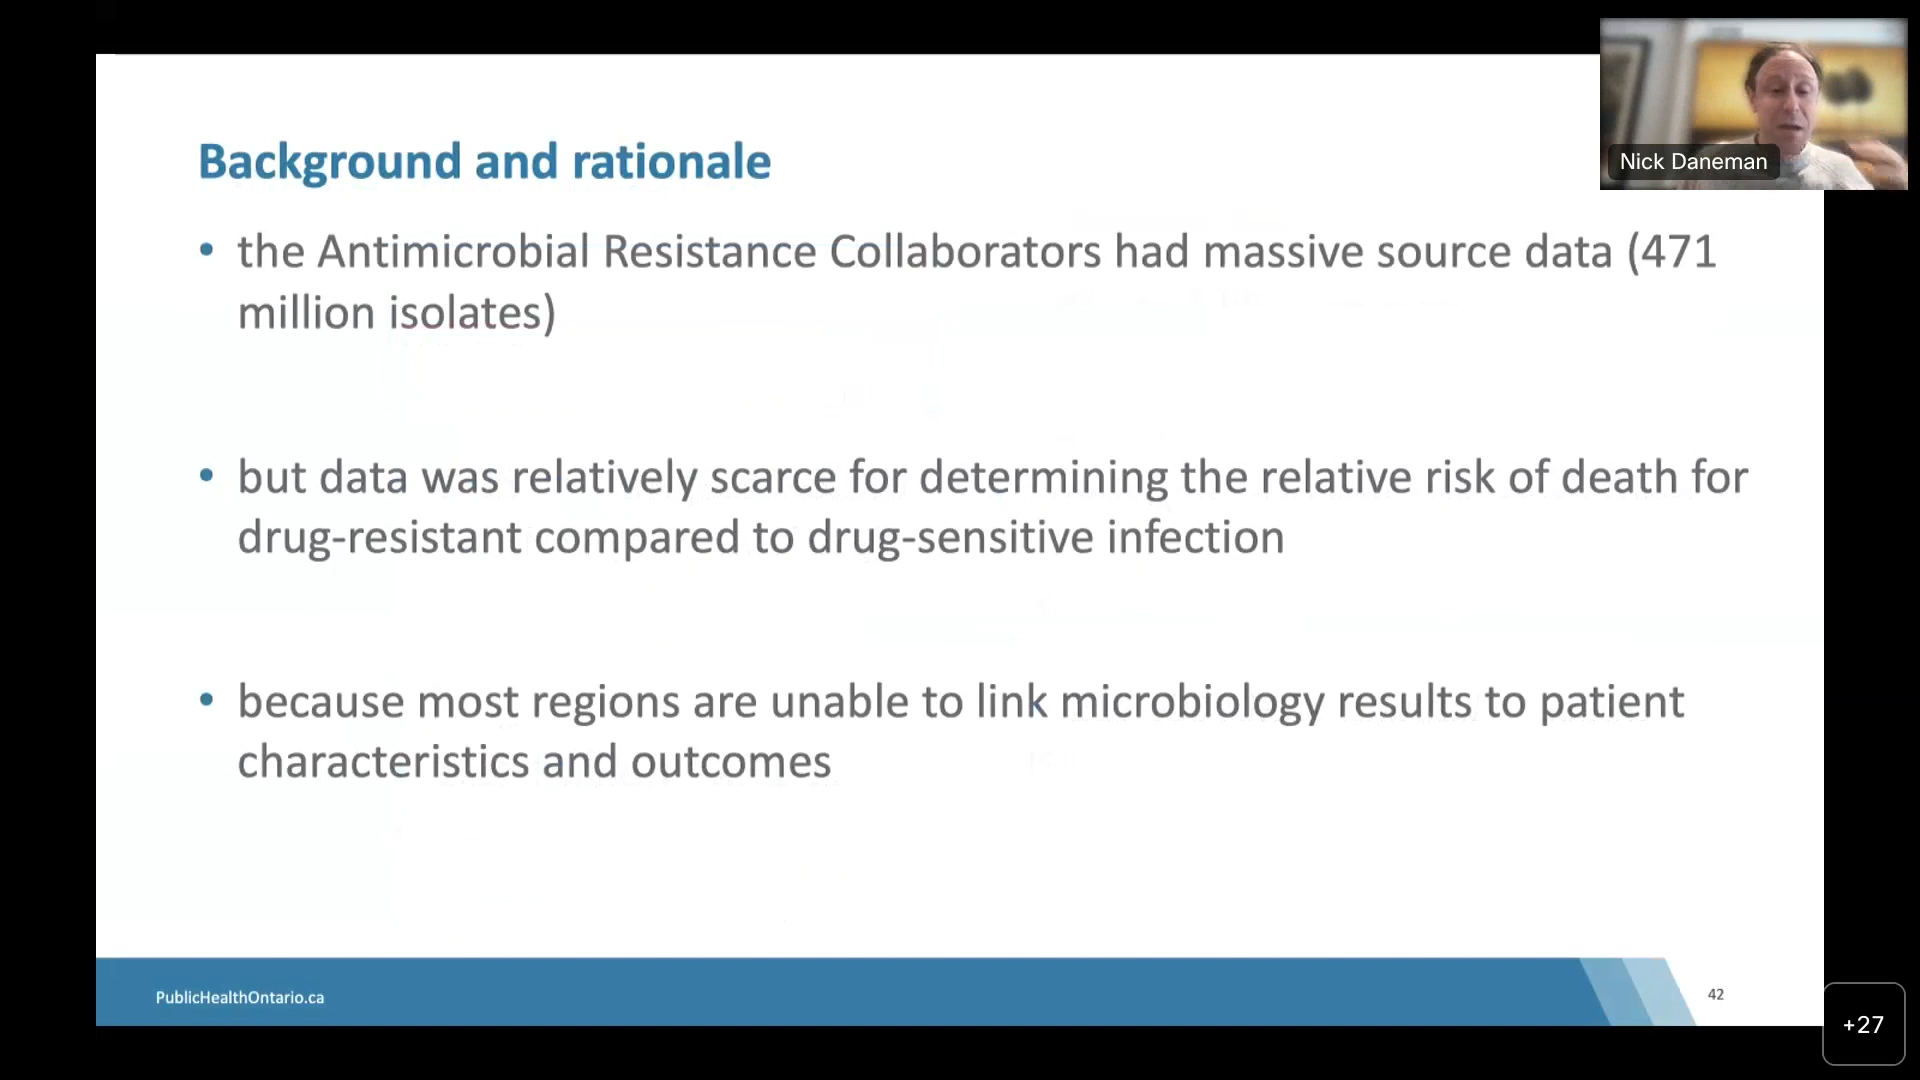 Background and rationale
• the Antimicrobial Resistance Collaborators had massive source data (471
million isolates)
• but data was relatively scarce for determining the relative risk of death for
drug-resistant compared to drug-sensitive infection
• because most regions are unable to link microbiology results to patient
characteristics and outcomes
PublicHealthOntario.ca
42
Nick Daneman
+27